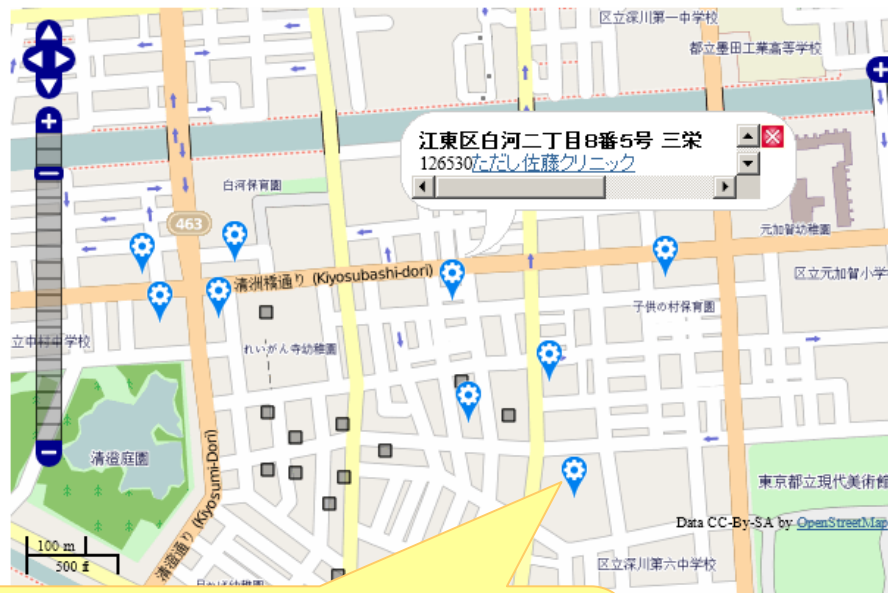 区立深川第一中学校
都立墨田工業高等学校
江東区白河二丁目8番5号 三栄
126530ただし佐藤クリニック
白河保育園
463
元加賀幼稚園
清洲橋通り (Kiyosubashi-dori)
区立元加賀小学
子供の村保育園
立中村中学校
れいがん寺幼稚園
清澄庭園
清澄通り (Kiyosumi-Dori)
東京都立現代美術館
Data CC-By-SA by OpenStreetMap
100 m
500 f
区立深川第六中学校